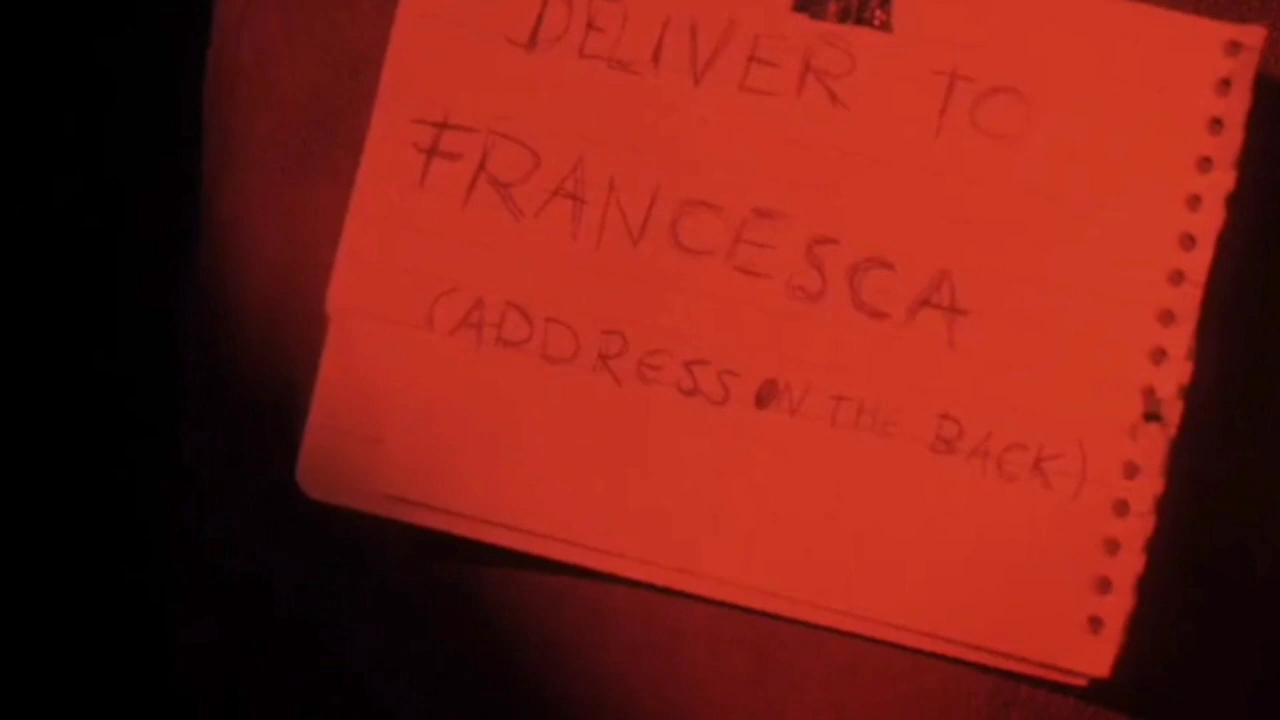 DELIVER TO
FRANCESCA
(ADDRESS ON THE BACK)